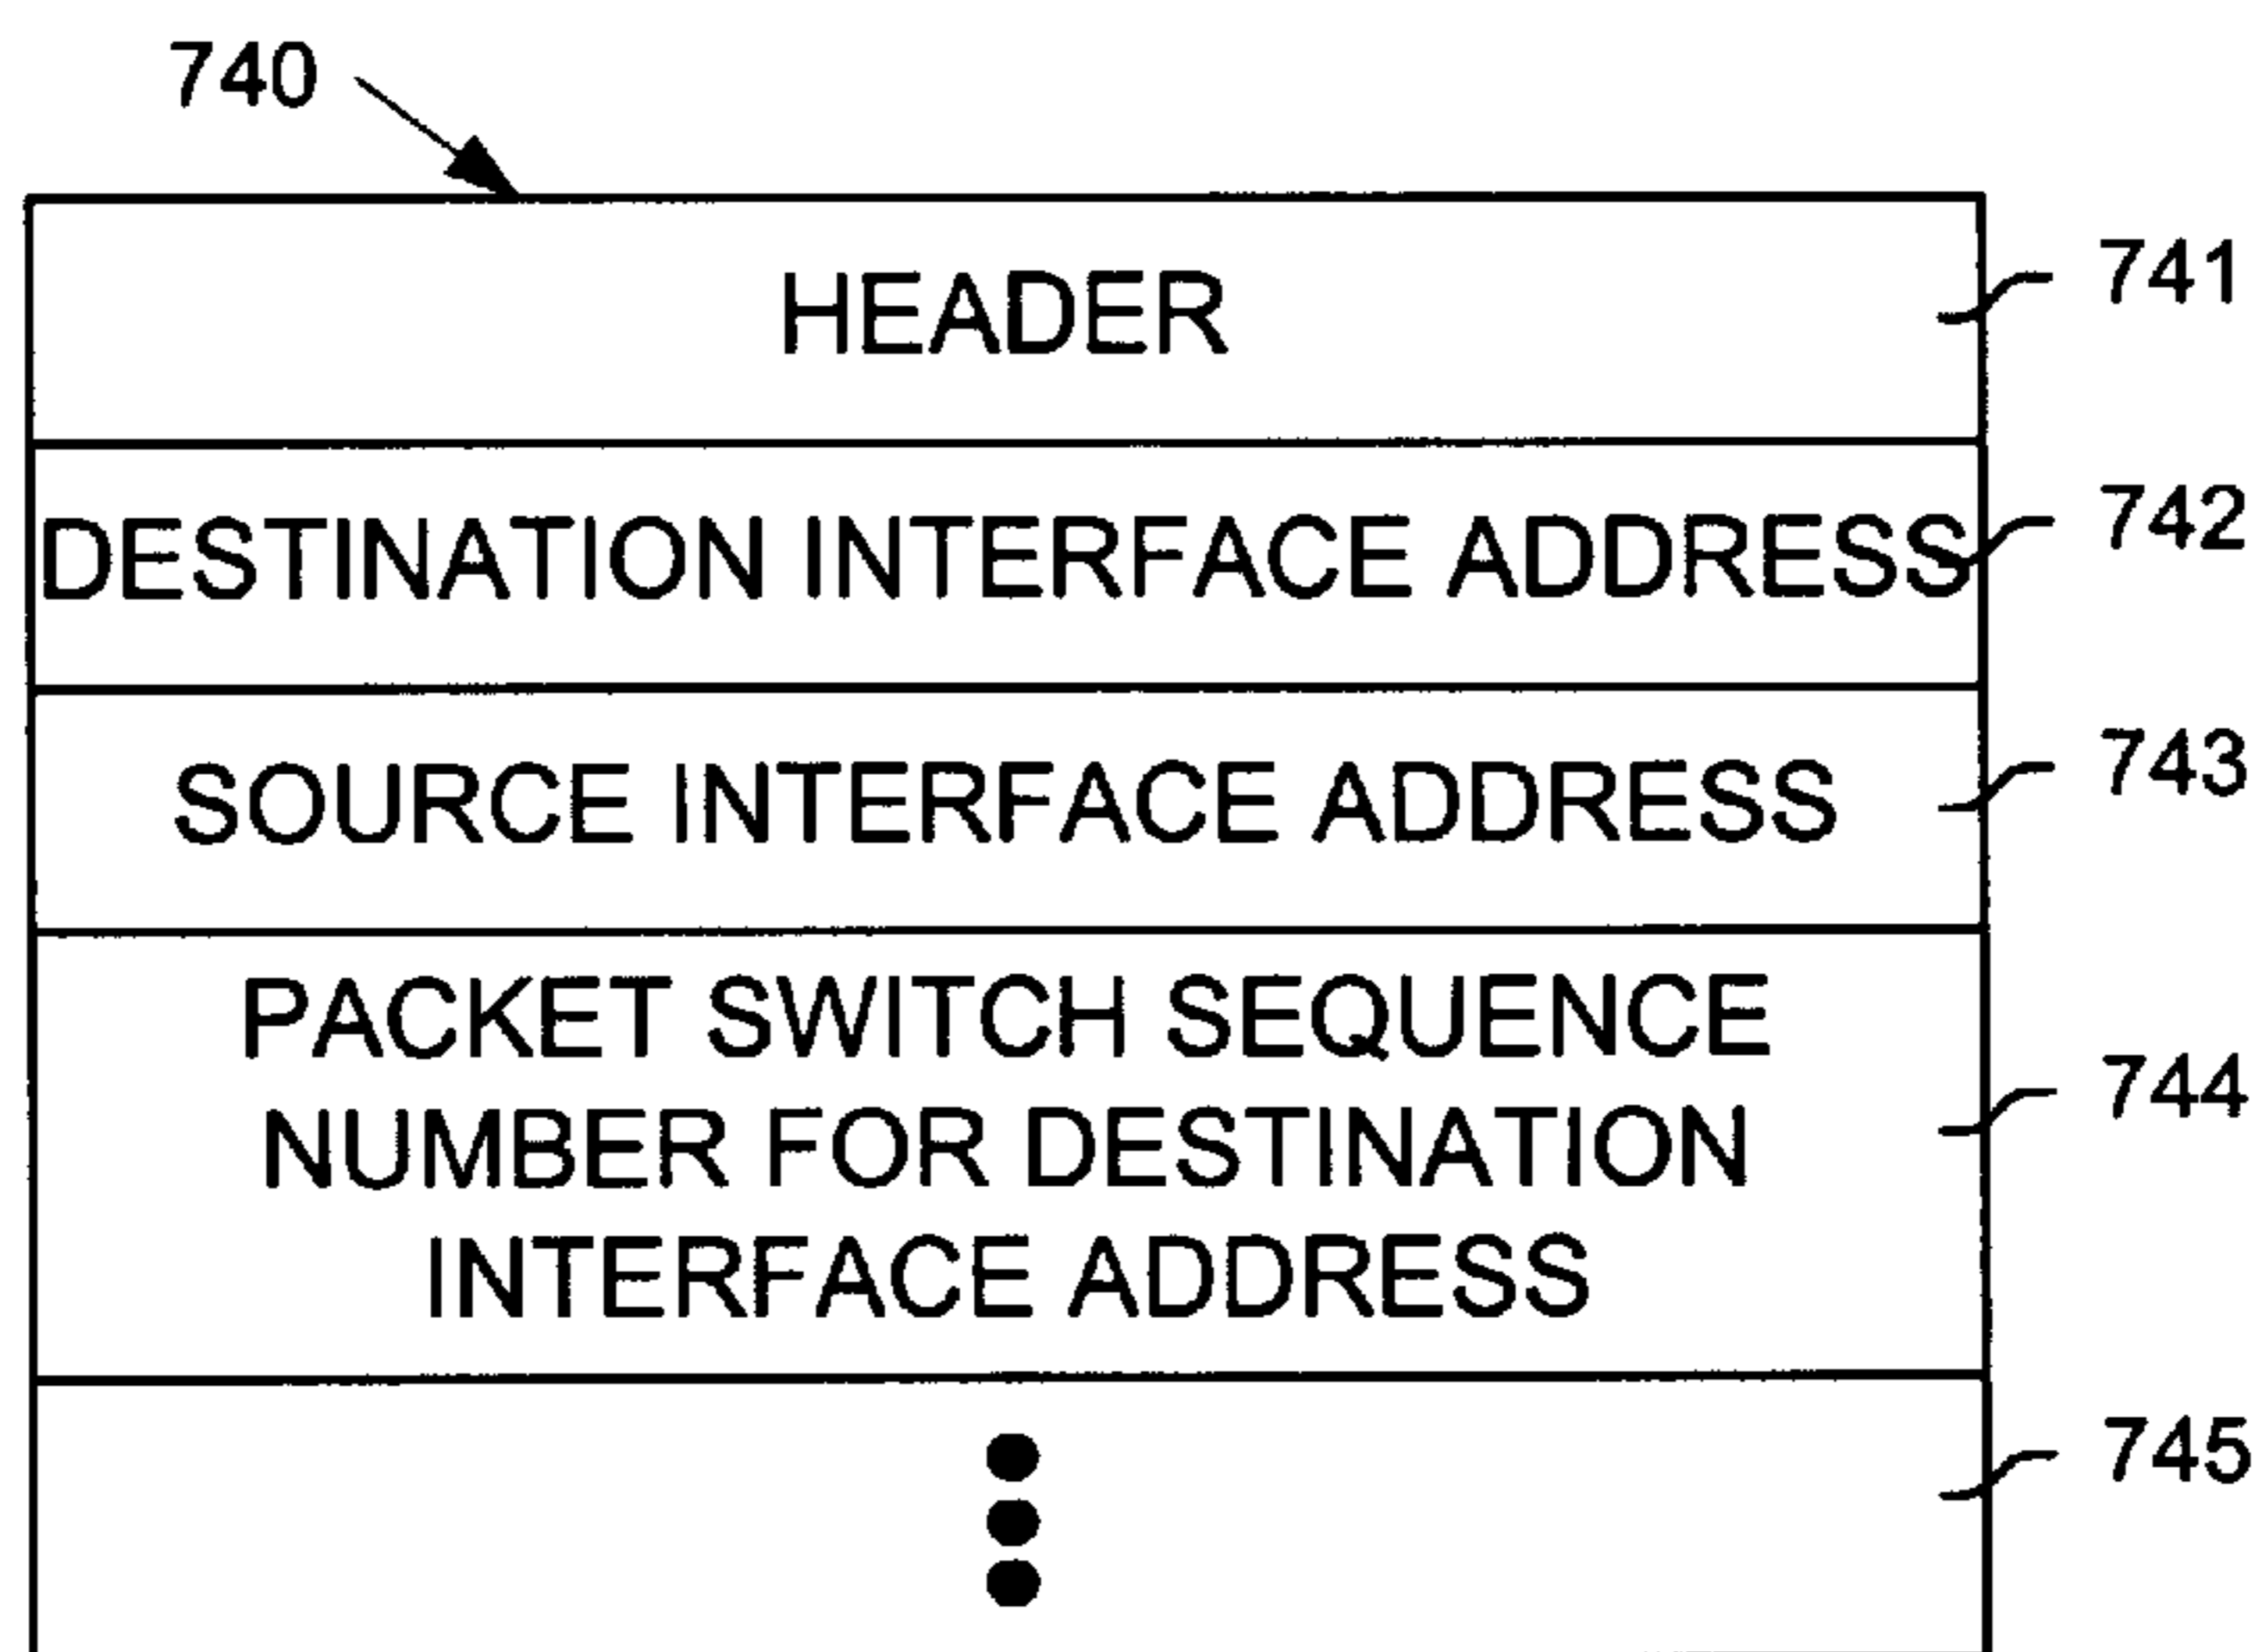 740
HEADER
741
DESTINATION INTERFACE ADDRESS
742
SOURCE INTERFACE ADDRESS
743
PACKET SWITCH SEQUENCE
NUMBER FOR DESTINATION
INTERFACE ADDRESS
744
745